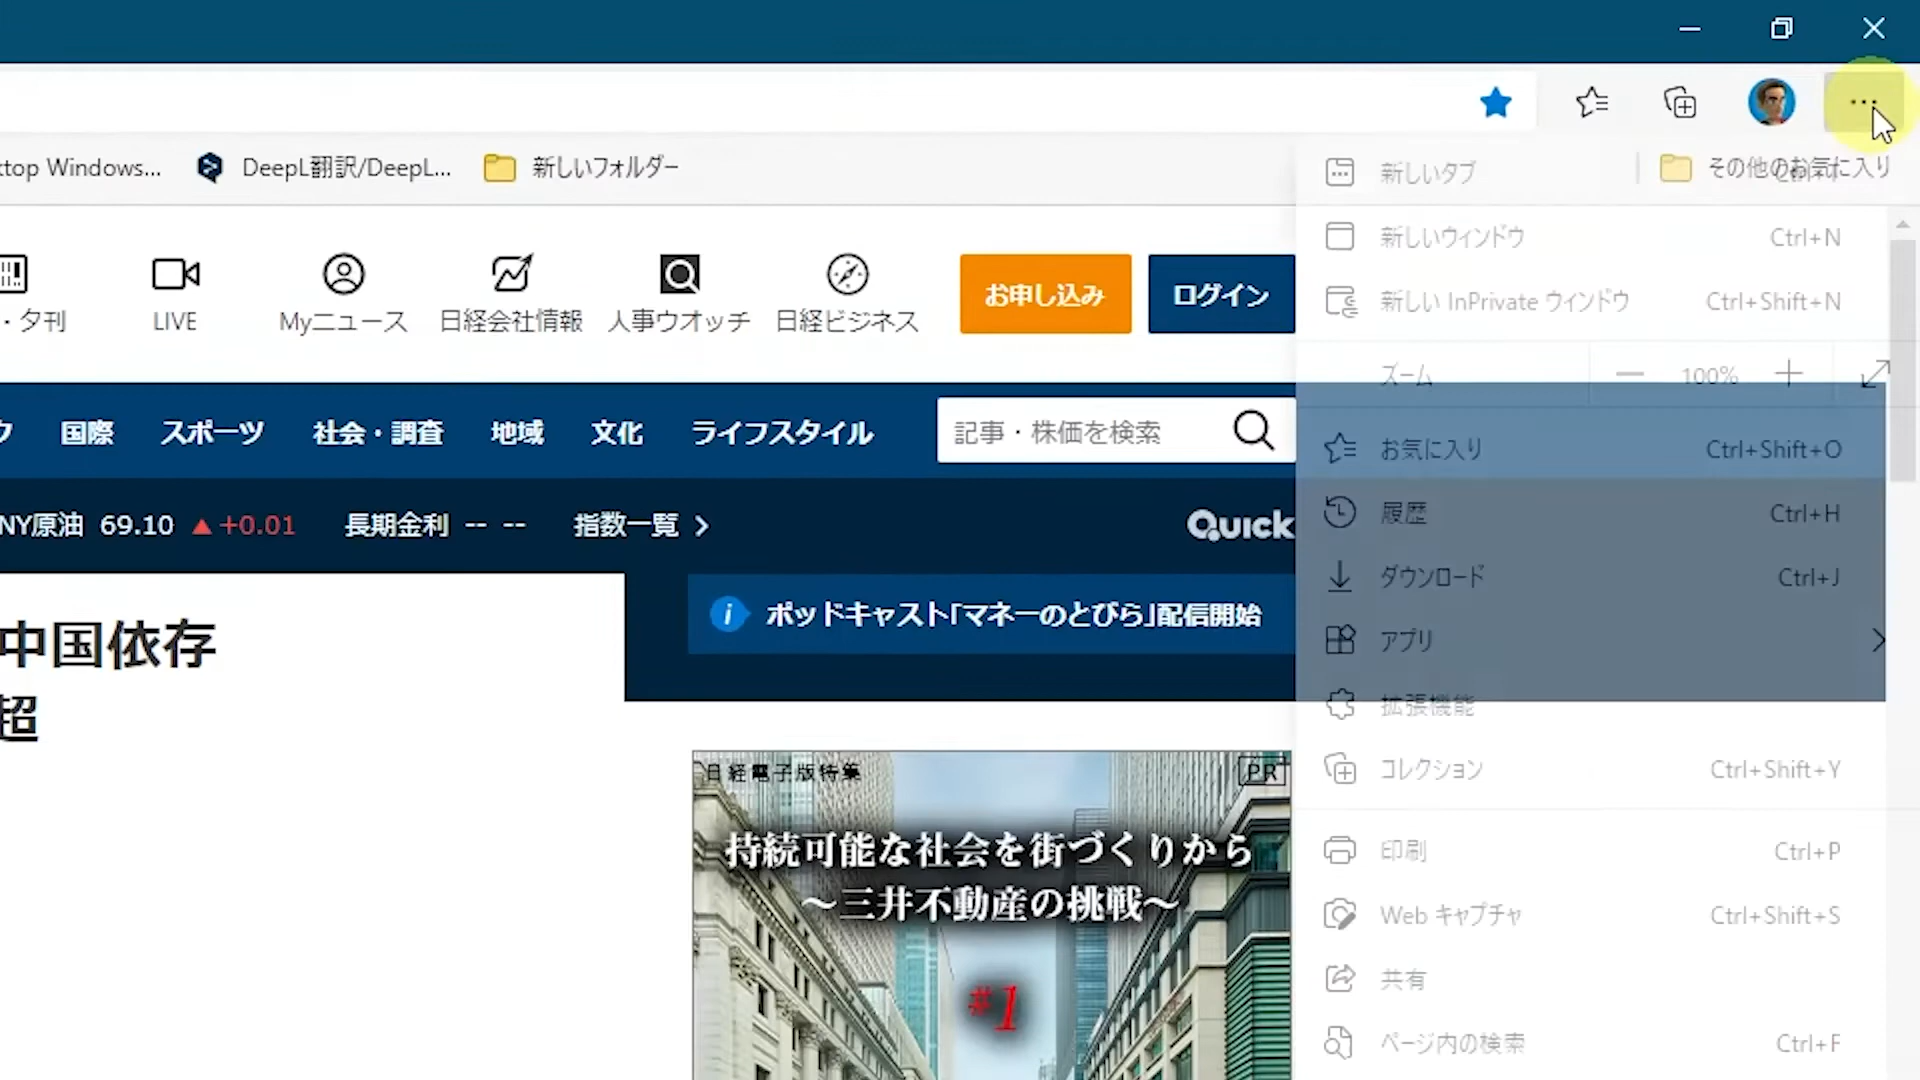 ktop Windows...
DeepL翻訳/DeepL...
新しいフォルダー
その他のお気に入り
・夕刊
LIVE
Myニュース
日経会社情報
人事ウオッチ
日経ビジネス
お申し込み
ログイン
国際
スポーツ
社会・調査
地域
文化
ライフスタイル
記事・株価を検索
NY原油 69.10 ▲+0.01
長期金利 -- --
指数一覧
Quick
ポッドキャスト「マネーのとびら」配信開始
中国依存
超
日経電子版特集
PR
持続可能な社会を街づくりから
～三井不動産の挑戦～
#1
新しいタブ
新しいウィンドウ Ctrl+N
新しい InPrivate ウィンドウ Ctrl+Shift+N
ズーム 100%
お気に入り Ctrl+Shift+O
履歴 Ctrl+H
ダウンロード Ctrl+J
アプリ
拡張機能
コレクション Ctrl+Shift+Y
印刷 Ctrl+P
Web キャプチャ Ctrl+Shift+S
共有
ページ内の検索 Ctrl+F